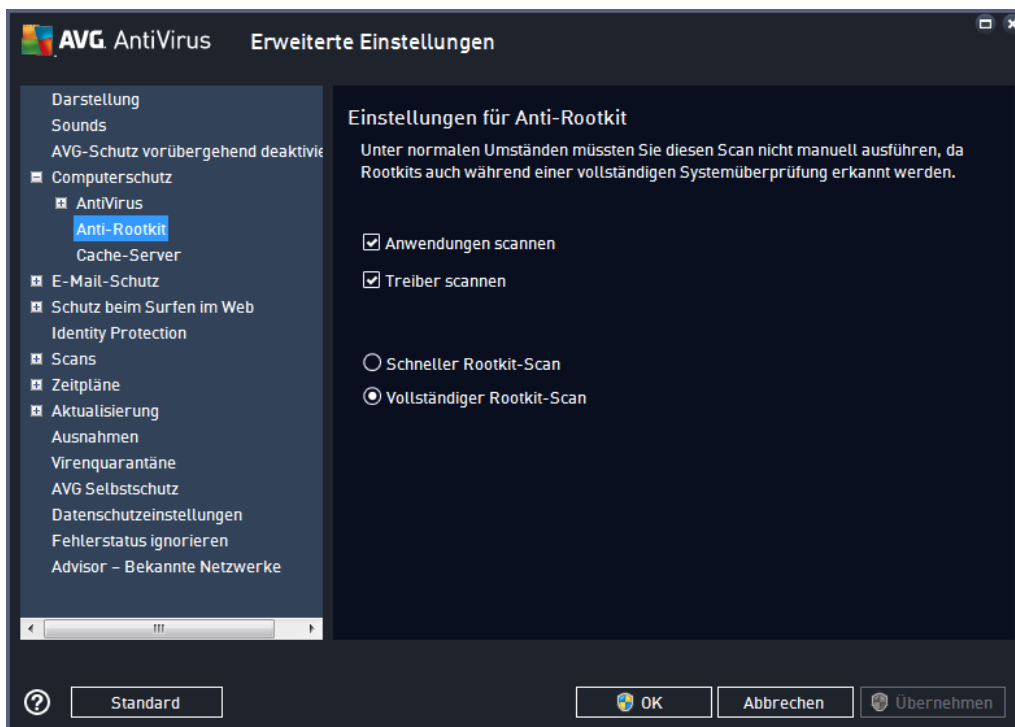 AVG. AntiVirus Erweiterte Einstellungen
Darstellung
Sounds
AVG-Schutz vorübergehend deaktivie
Computerschutz
AntiVirus
Anti-Rootkit
Cache-Server
E-Mail-Schutz
Schutz beim Surfen im Web
Identity Protection
Scans
Zeitpläne
Aktualisierung
Ausnahmen
Virenquarantäne
AVG Selbstschutz
Datenschutzeinstellungen
Fehlerstatus ignorieren
Advisor – Bekannte Netzwerke
Einstellungen für Anti-Rootkit
Unter normalen Umständen müssten Sie diesen Scan nicht manuell ausführen, da
Rootkits auch während einer vollständigen Systemüberprüfung erkannt werden.
Anwendungen scannen
Treiber scannen
Schneller Rootkit-Scan
Vollständiger Rootkit-Scan
Standard
OK
Abbrechen
Übernehmen